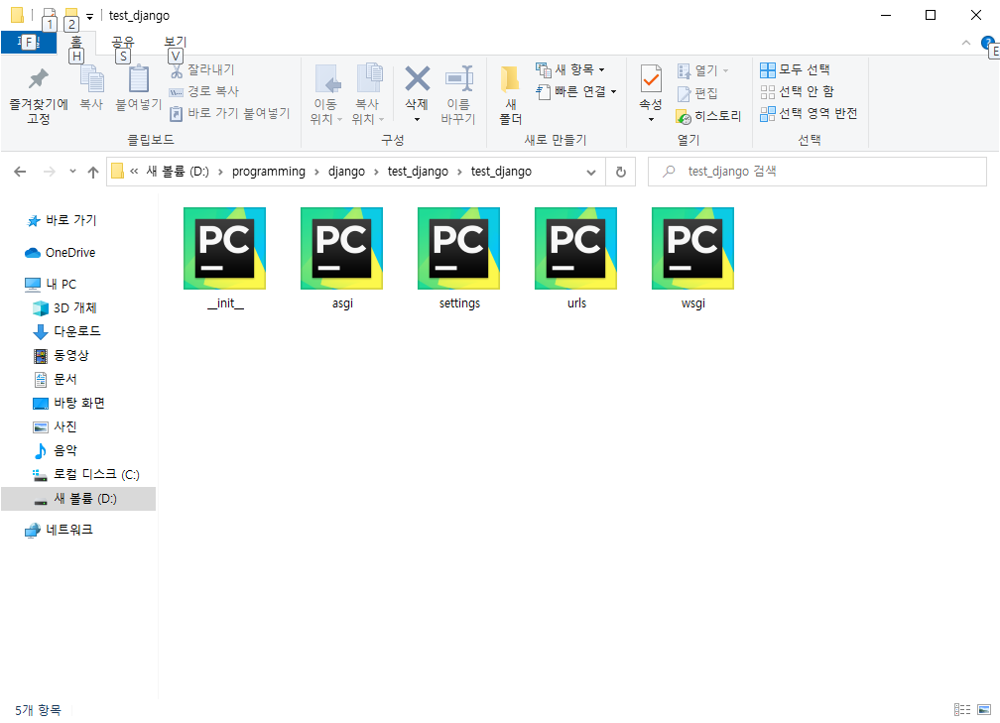 1 2 test_django
파일 F 홈 공유 보기
H S V E
즐겨찾기에 고정
복사
붙여넣기
잘라내기
경로 복사
바로 가기 붙여넣기
클립보드
이동 위치
복사 위치
삭제
이름 바꾸기
구성
새 폴더
새 항목
빠른 연결
새로 만들기
속성
열기
편집
히스토리
열기
모두 선택
선택 안 함
선택 영역 반전
선택
« 새 볼륨 (D:) › programming › django › test_django › test_django
test_django 검색
바로 가기
OneDrive
내 PC
3D 개체
다운로드
동영상
문서
바탕 화면
사진
음악
로컬 디스크 (C:)
새 볼륨 (D:)
네트워크
PC PC PC PC PC
__init__ asgi settings urls wsgi
5개 항목